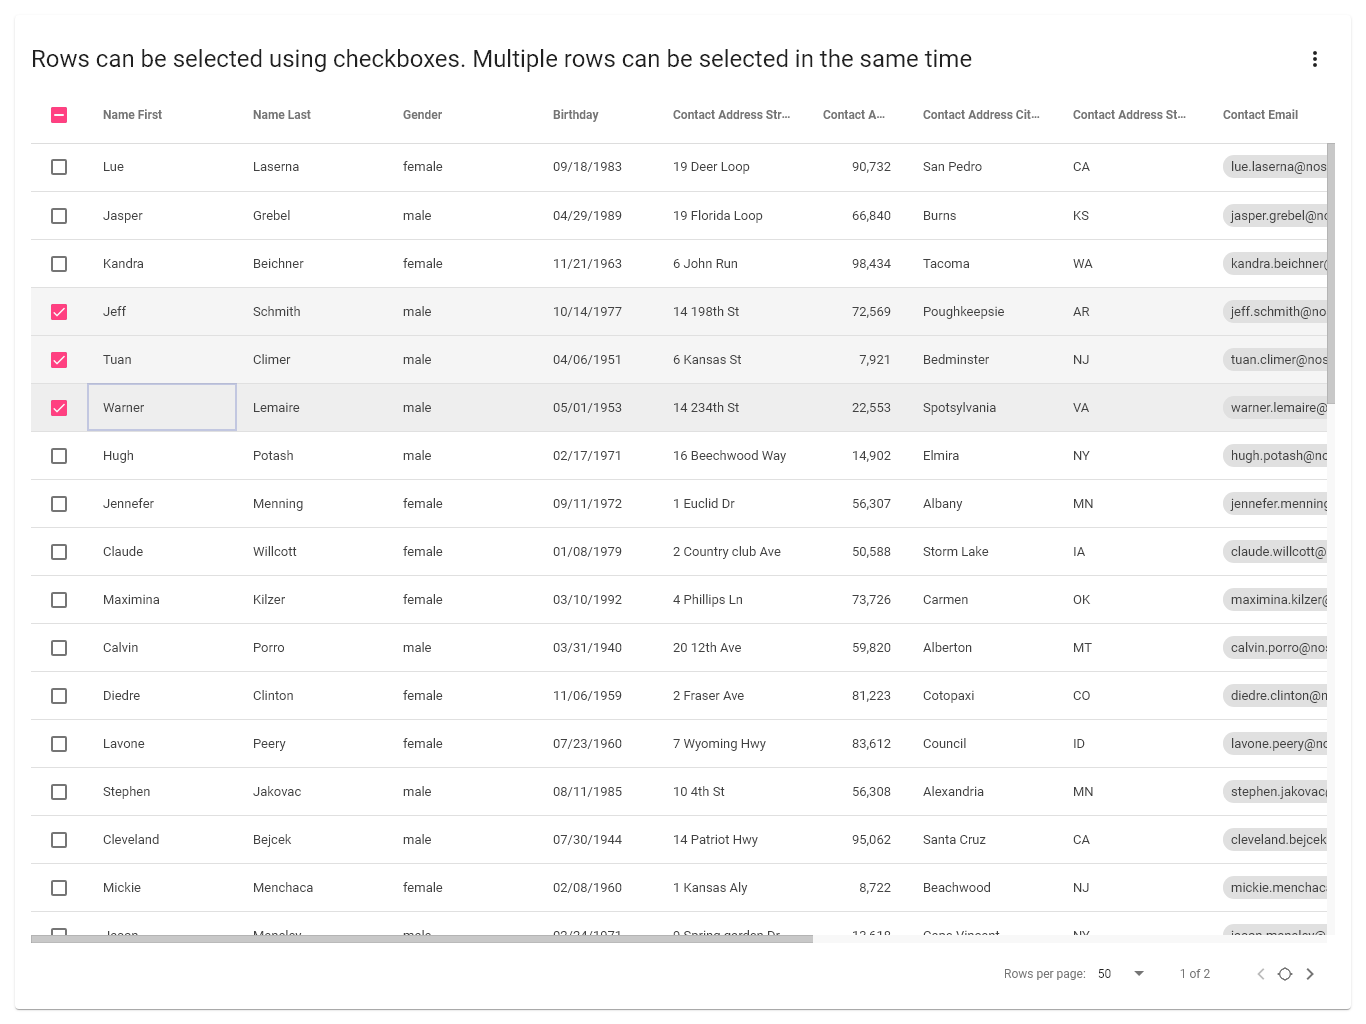 Rows can be selected using checkboxes. Multiple rows can be selected in the same time
Name First Name Last Gender Birthday Contact Address Str... Contact A... Contact Address Cit... Contact Address St... Contact Email
Lue Laserna female 09/18/1983 19 Deer Loop 90,732 San Pedro CA lue.laserna@nos
Jasper Grebel male 04/29/1989 19 Florida Loop 66,840 Burns KS jasper.grebel@no
Kandra Beichner female 11/21/1963 6 John Run 98,434 Tacoma WA kandra.beichner@
Jeff Schmith male 10/14/1977 14 198th St 72,569 Poughkeepsie AR jeff.schmith@no
Tuan Climer male 04/06/1951 6 Kansas St 7,921 Bedminster NJ tuan.climer@nos
Warner Lemaire male 05/01/1953 14 234th St 22,553 Spotsylvania VA warner.lemaire@
Hugh Potash male 02/17/1971 16 Beechwood Way 14,902 Elmira NY hugh.potash@no
Jennefer Menning female 09/11/1972 1 Euclid Dr 56,307 Albany MN jennefer.menning
Claude Willcott female 01/08/1979 2 Country club Ave 50,588 Storm Lake IA claude.willcott@
Maximina Kilzer female 03/10/1992 4 Phillips Ln 73,726 Carmen OK maximina.kilzer@
Calvin Porro male 03/31/1940 20 12th Ave 59,820 Alberton MT calvin.porro@nos
Diedre Clinton female 11/06/1959 2 Fraser Ave 81,223 Cotopaxi CO diedre.clinton@n
Lavone Peery female 07/23/1960 7 Wyoming Hwy 83,612 Council ID lavone.peery@no
Stephen Jakovac male 08/11/1985 10 4th St 56,308 Alexandria MN stephen.jakovac@
Cleveland Bejcek male 07/30/1944 14 Patriot Hwy 95,062 Santa Cruz CA cleveland.bejcek
Mickie Menchaca female 02/08/1960 1 Kansas Aly 8,722 Beachwood NJ mickie.menchac
Rows per page: 50 1 of 2